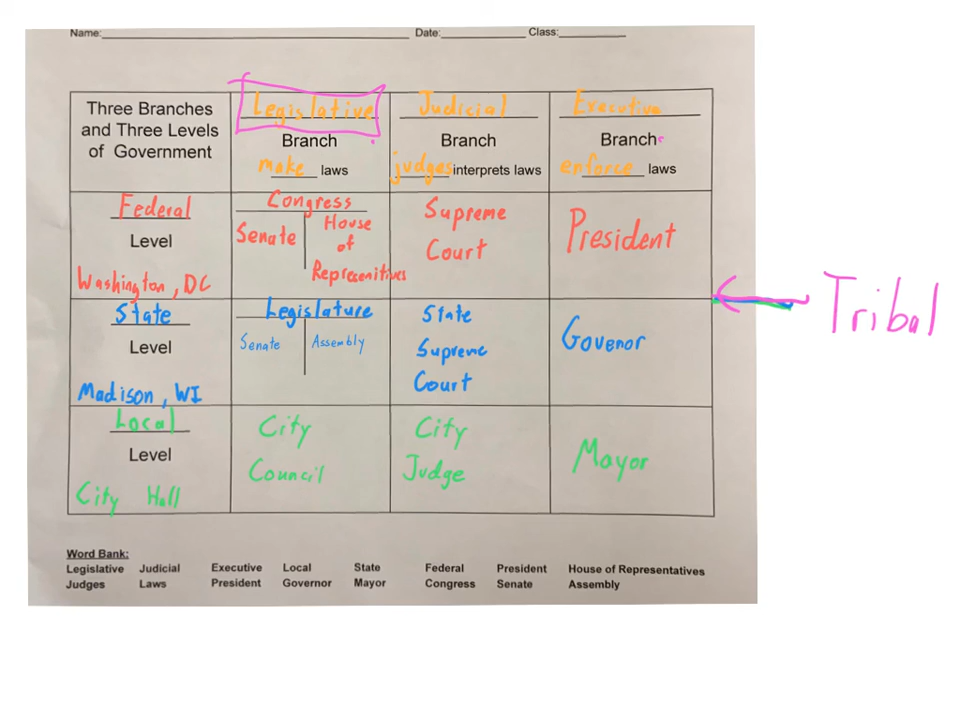 Name: Date: Class:
Three Branches
and Three Levels
of Government
Legislative
Branch
make laws
Judicial
Branch
judges interprets laws
Executive
Branch
enforce laws
Federal
Level
Washington, DC
Congress
Senate
House
of
Represenitives
Supreme
Court
President
Tribal
State
Level
Madison, WI
Legislature
Senate
Assembly
State
Supreme
Court
Govenor
Local
Level
City Hall
City
Council
City
Judge
Mayor
Word Bank:
Legislative Judicial Executive Local State Federal President House of Representatives
Judges Laws President Governor Mayor Congress Senate Assembly